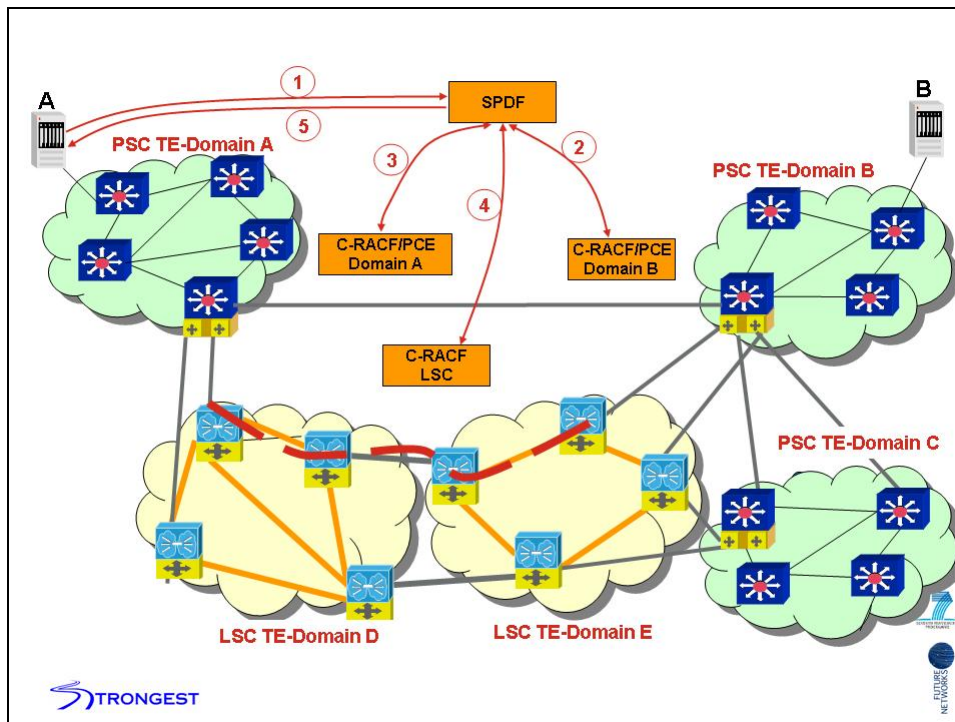 A
B
1
5
SPDF
PSC TE-Domain A
3
2
PSC TE-Domain B
4
C-RACF/PCE
Domain A
C-RACF/PCE
Domain B
C-RACF
LSC
PSC TE-Domain C
LSC TE-Domain D
LSC TE-Domain E
STRONGEST
FUTURE
NETWORKS